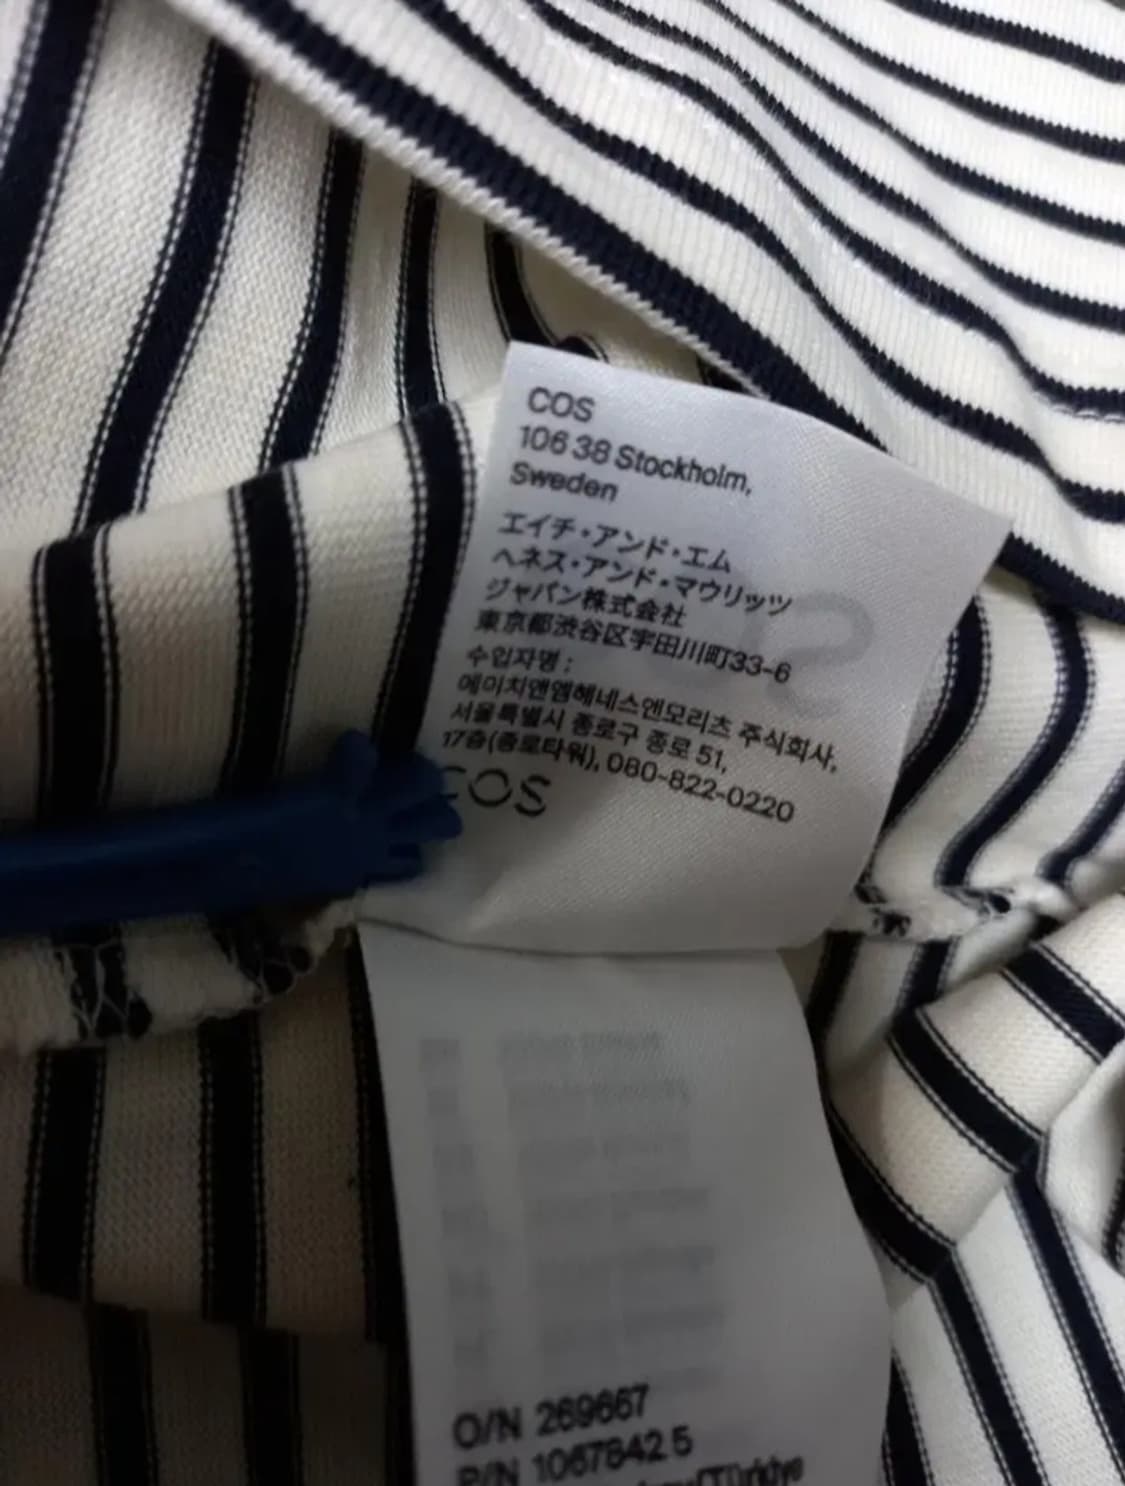 COS
106 38 Stockholm,
Sweden
エイチ・アンド・エム
ヘネス・アンド・マウリッツ
ジャパン株式会社
東京都渋谷区宇田川町33-6
수입자명 :
에이치앤엠헤네스앤모리츠 주식회사,
서울특별시 종로구 종로 51,
17층(종로타워), 080-822-0220
COS
O/N 269667
P/N 1067842 5